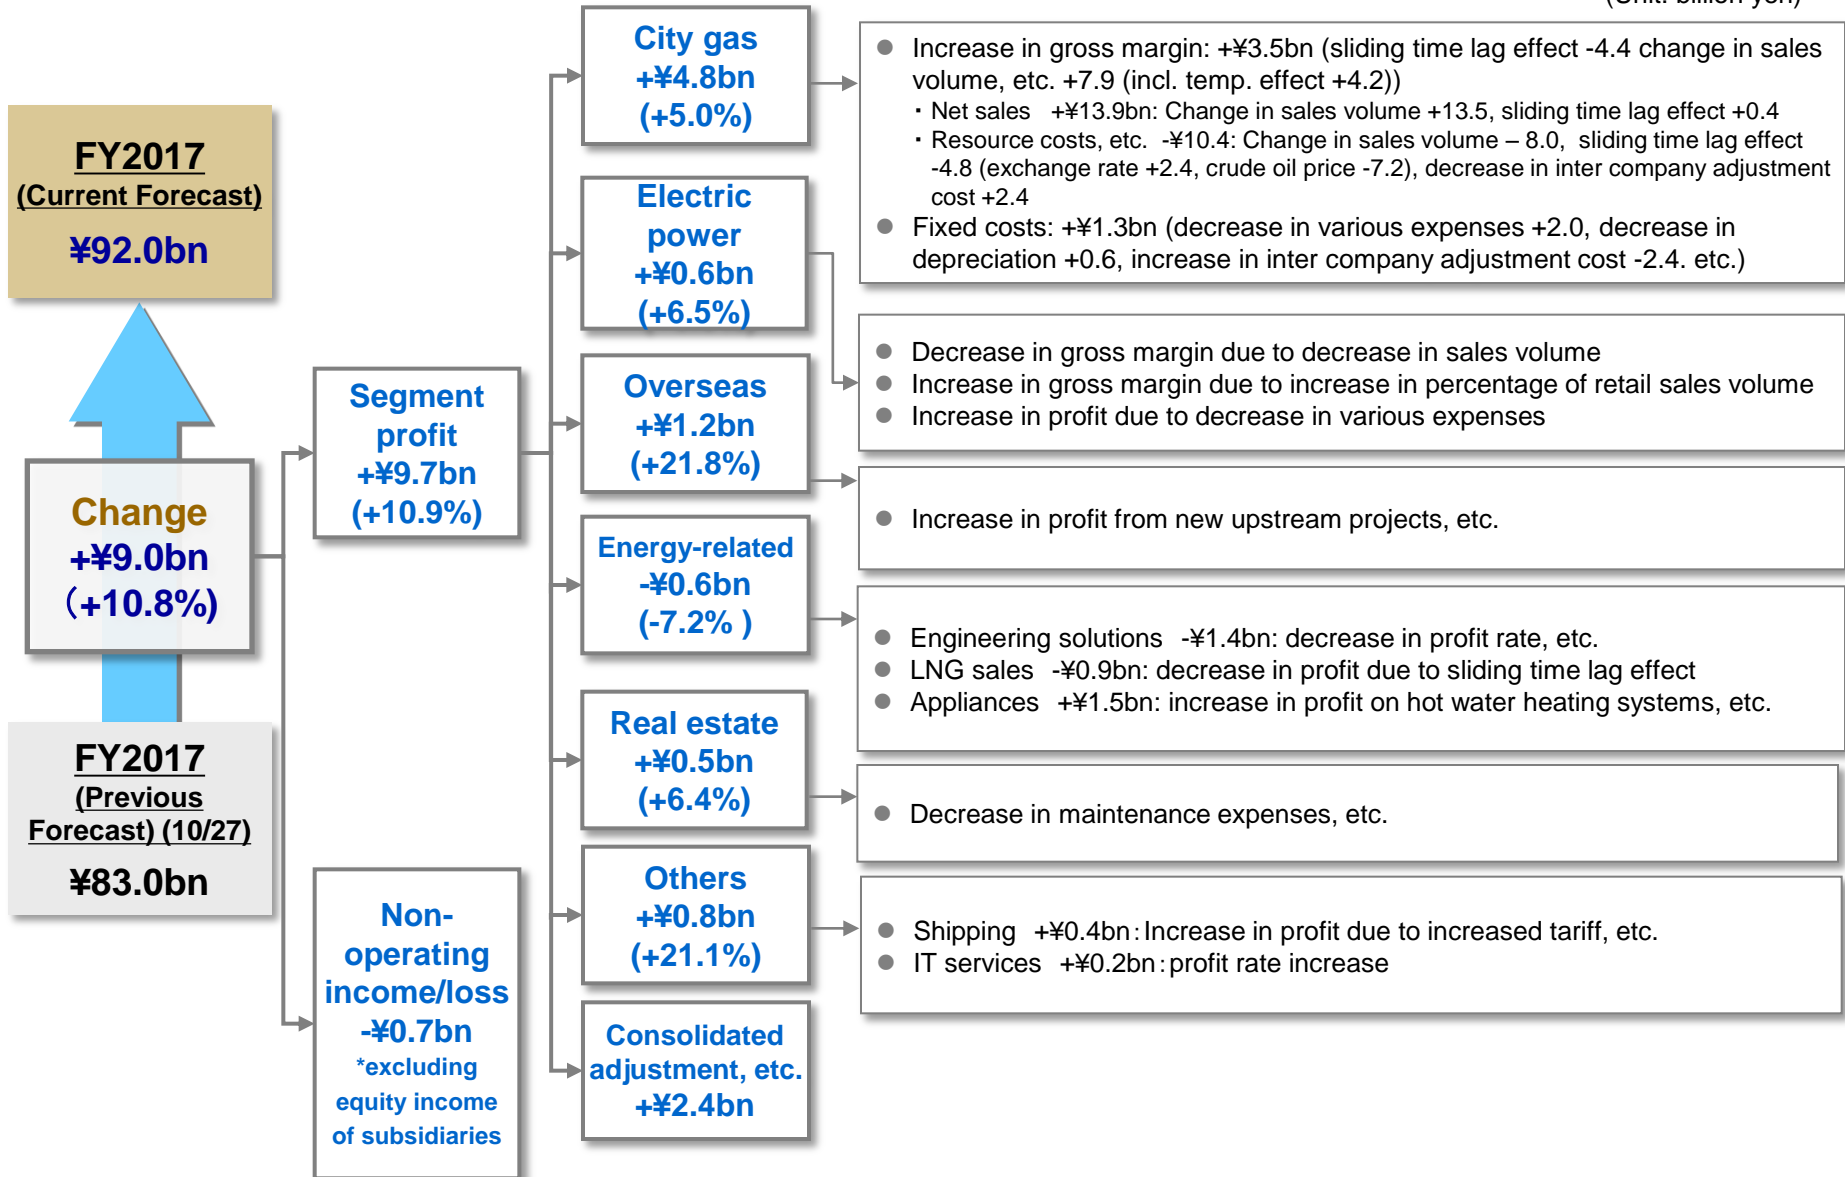 (Unit: billion yen)
FY2017
(Current Forecast)
¥92.0bn
Change
+¥9.0bn
(+10.8%)
FY2017
(Previous
Forecast) (10/27)
¥83.0bn
Segment
profit
+¥9.7bn
(+10.9%)
Non-
operating
income/loss
-¥0.7bn
*excluding
equity income
of subsidiaries
City gas
+¥4.8bn
(+5.0%)
Electric
power
+¥0.6bn
(+6.5%)
Overseas
+¥1.2bn
(+21.8%)
Energy-related
-¥0.6bn
(-7.2% )
Real estate
+¥0.5bn
(+6.4%)
Others
+¥0.8bn
(+21.1%)
Consolidated
adjustment, etc.
+¥2.4bn
● Increase in gross margin: +¥3.5bn (sliding time lag effect -4.4 change in sales
volume, etc. +7.9 (incl. temp. effect +4.2))
・Net sales +¥13.9bn: Change in sales volume +13.5, sliding time lag effect +0.4
・Resource costs, etc. -¥10.4: Change in sales volume – 8.0, sliding time lag effect
-4.8 (exchange rate +2.4, crude oil price -7.2), decrease in inter company adjustment
cost +2.4
● Fixed costs: +¥1.3bn (decrease in various expenses +2.0, decrease in
depreciation +0.6, increase in inter company adjustment cost -2.4. etc.)
● Decrease in gross margin due to decrease in sales volume
● Increase in gross margin due to increase in percentage of retail sales volume
● Increase in profit due to decrease in various expenses
● Increase in profit from new upstream projects, etc.
● Engineering solutions -¥1.4bn: decrease in profit rate, etc.
● LNG sales -¥0.9bn: decrease in profit due to sliding time lag effect
● Appliances +¥1.5bn: increase in profit on hot water heating systems, etc.
● Decrease in maintenance expenses, etc.
● Shipping +¥0.4bn：Increase in profit due to increased tariff, etc.
● IT services +¥0.2bn：profit rate increase